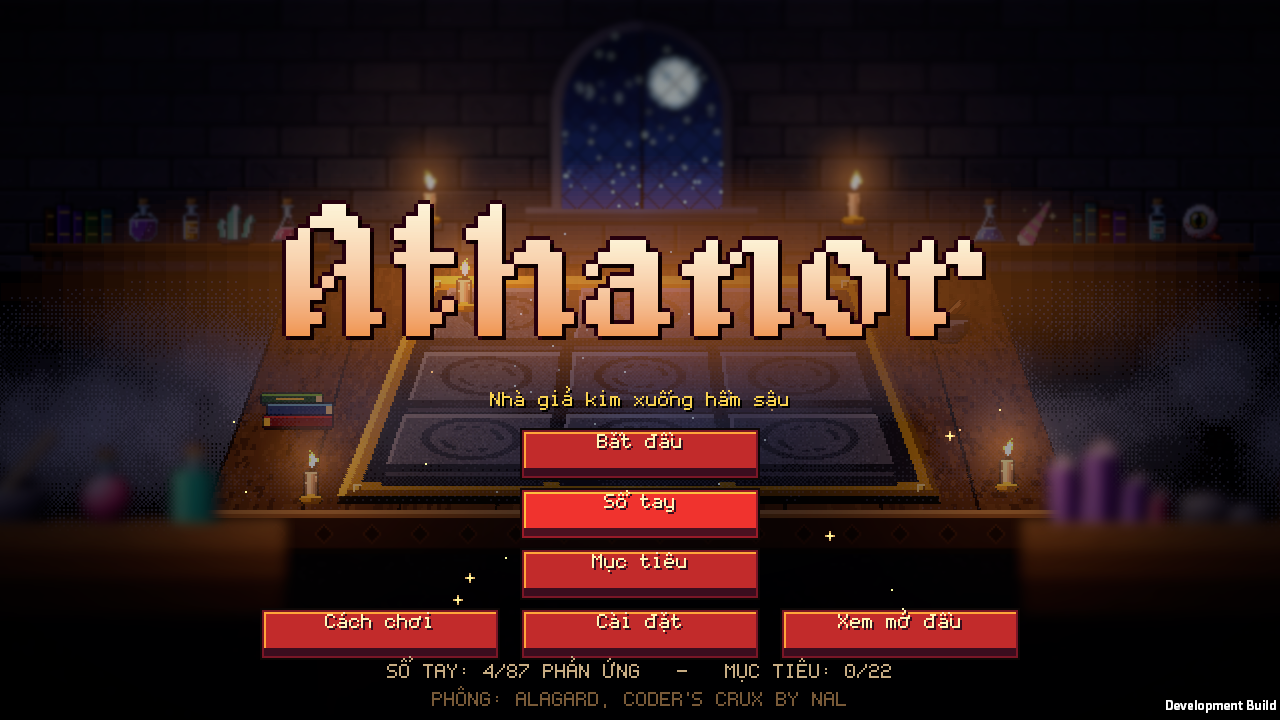 Athanor
Nhà giả kim xuống hầm sâu
Bắt đầu
Sổ tay
Mục tiêu
Cách chơi
Cài đặt
Xem mở đầu
SỔ TAY: 4/87 PHẢN ỨNG – MỤC TIÊU: 0/22
PHÔNG: ALAGARD, CODER'S CRUX BY NAL
Development Build